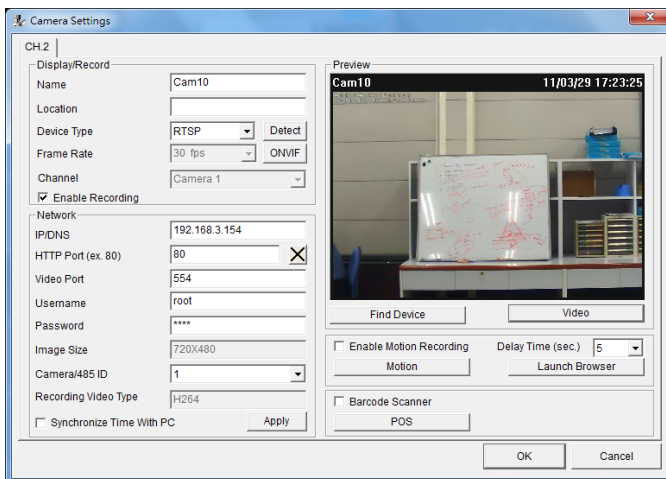 Camera Settings
CH.2
Display/Record
Name Cam10
Location
Device Type RTSP Detect
Frame Rate 30 fps ONVIF
Channel Camera 1
Enable Recording
Network
IP/DNS 192.168.3.154
HTTP Port (ex. 80) 80
Video Port 554
Username root
Password ****
Image Size 720X480
Camera/485 ID 1
Recording Video Type H264
Synchronize Time With PC Apply
Preview
Cam10 11/03/29 17:23:25
Find Device Video
Enable Motion Recording Delay Time (sec.) 5
Motion Launch Browser
Barcode Scanner
POS
OK Cancel